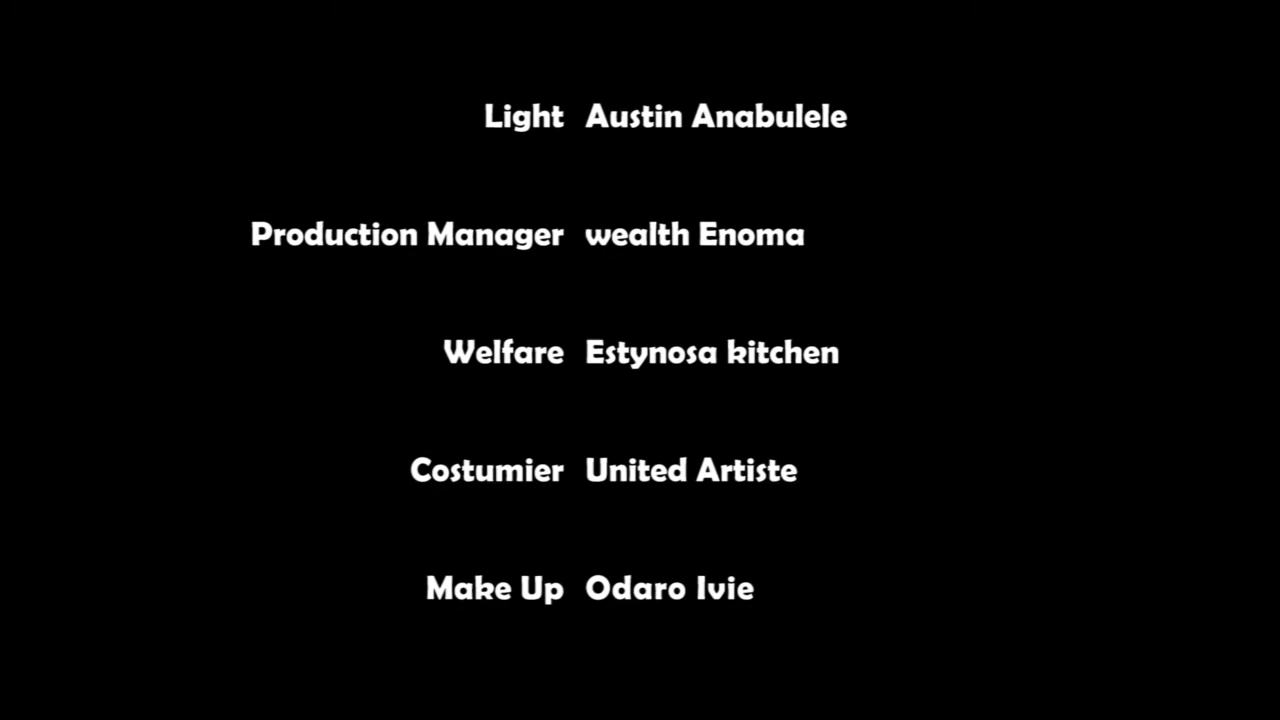 Light Austin Anabulele
Production Manager wealth Enoma
Welfare Estynosa kitchen
Costumier United Artiste
Make Up Odaro Ivie